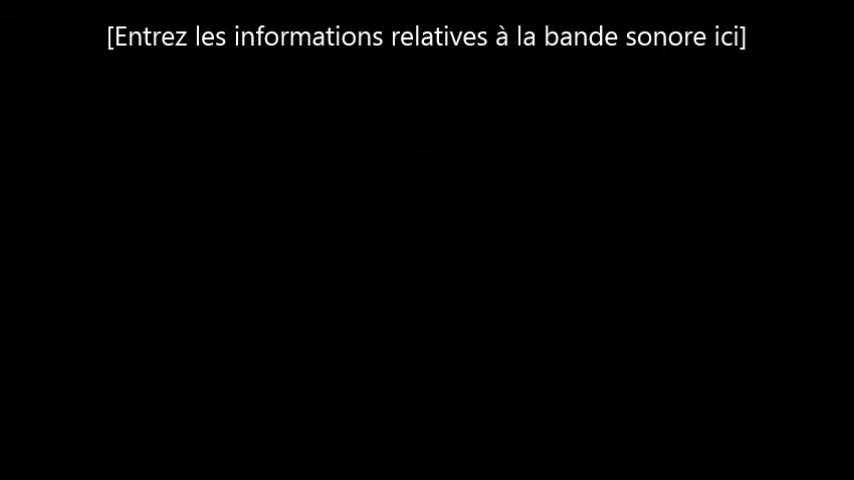 [Entrez les informations relatives à la bande sonore ici]